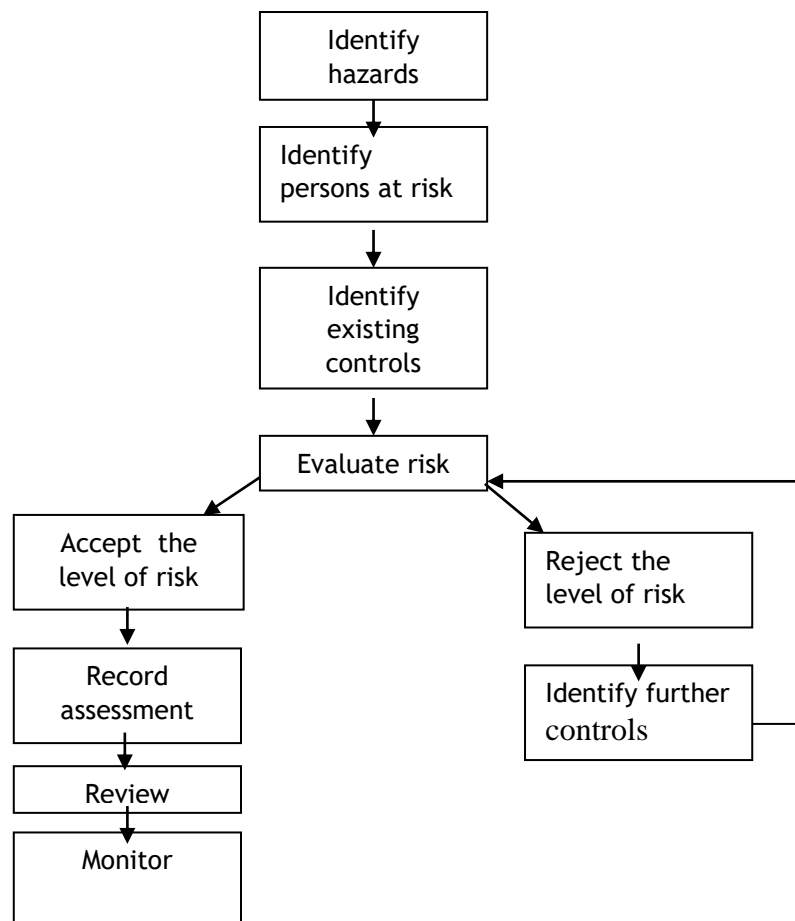 Identify
hazards
Identify
persons at risk
Identify
existing
controls
Evaluate risk
Accept the
level of risk
Reject the
level of risk
Record
assessment
Identify further
controls
Review
Monitor